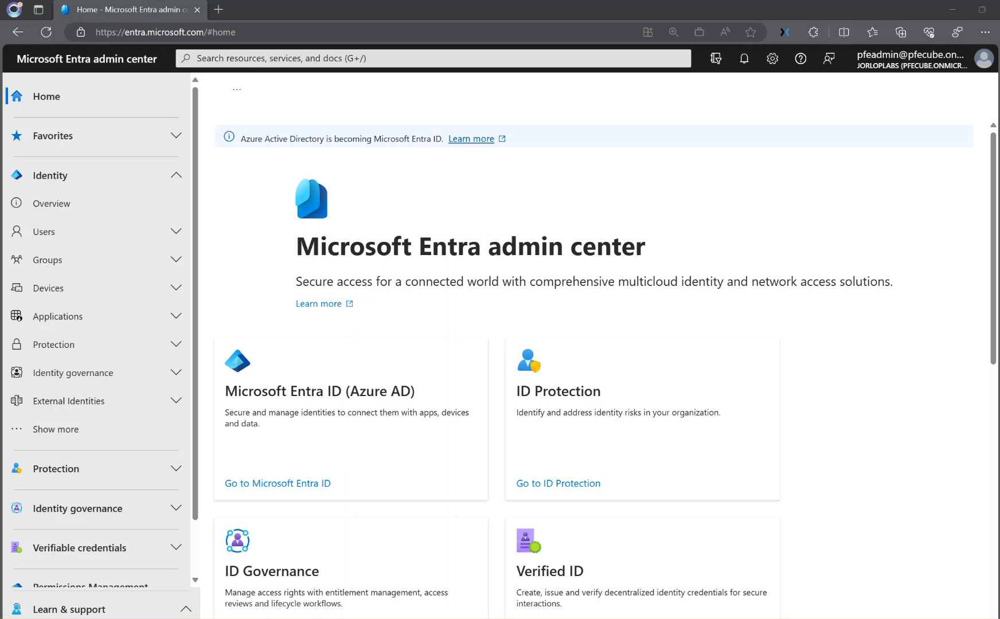 Home - Microsoft Entra admin c
https://entra.microsoft.com/#home
Microsoft Entra admin center
Search resources, services, and docs (G+/)
pfeadmin@pfecube.on...
JORLOPLABS (PFECUBE.ONMICR...
Home
Favorites
Identity
Overview
Users
Groups
Devices
Applications
Protection
Identity governance
External Identities
... Show more
Protection
Identity governance
Verifiable credentials
Permissions Management
Learn & support
...
Azure Active Directory is becoming Microsoft Entra ID. Learn more
Microsoft Entra admin center
Secure access for a connected world with comprehensive multicloud identity and network access solutions.
Learn more
Microsoft Entra ID (Azure AD)
Secure and manage identities to connect them with apps, devices
and data.
Go to Microsoft Entra ID
ID Protection
Identify and address identity risks in your organization.
Go to ID Protection
ID Governance
Manage access rights with entitlement management, access
reviews and lifecycle workflows.
Verified ID
Create, issue and verify decentralized identity credentials for secure
interactions.